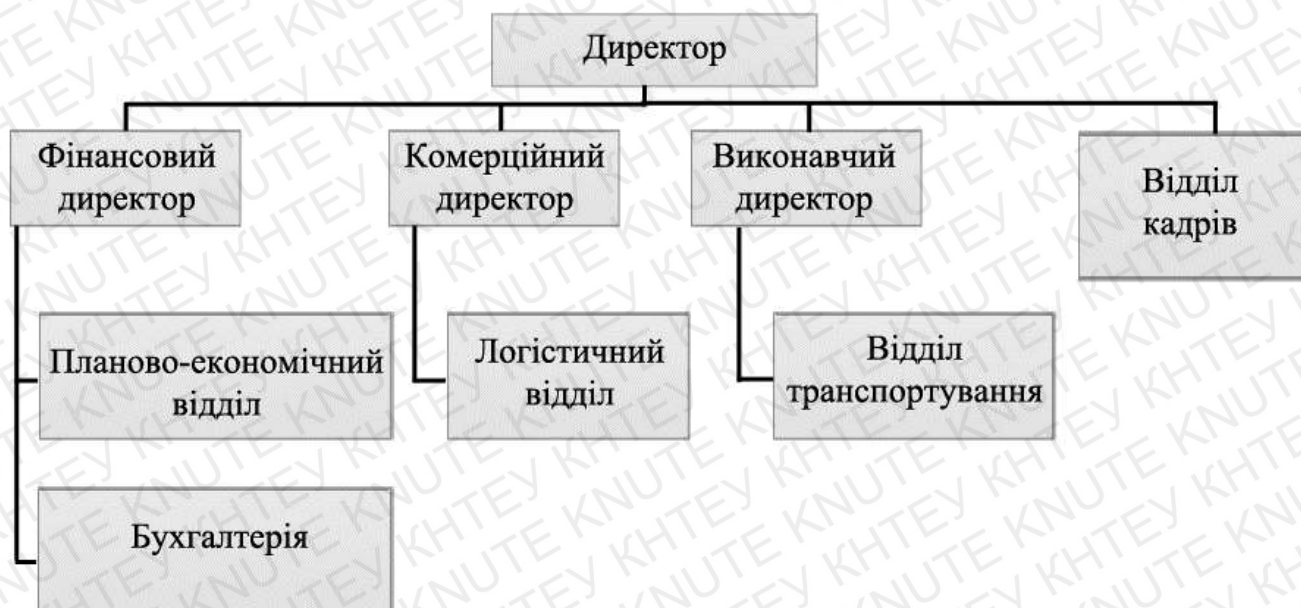 Директор
Фінансовий
директор
Комерційний
директор
Виконавчий
директор
Відділ
кадрів
Планово-економічний
відділ
Логістичний
відділ
Відділ
транспортування
Бухгалтерія